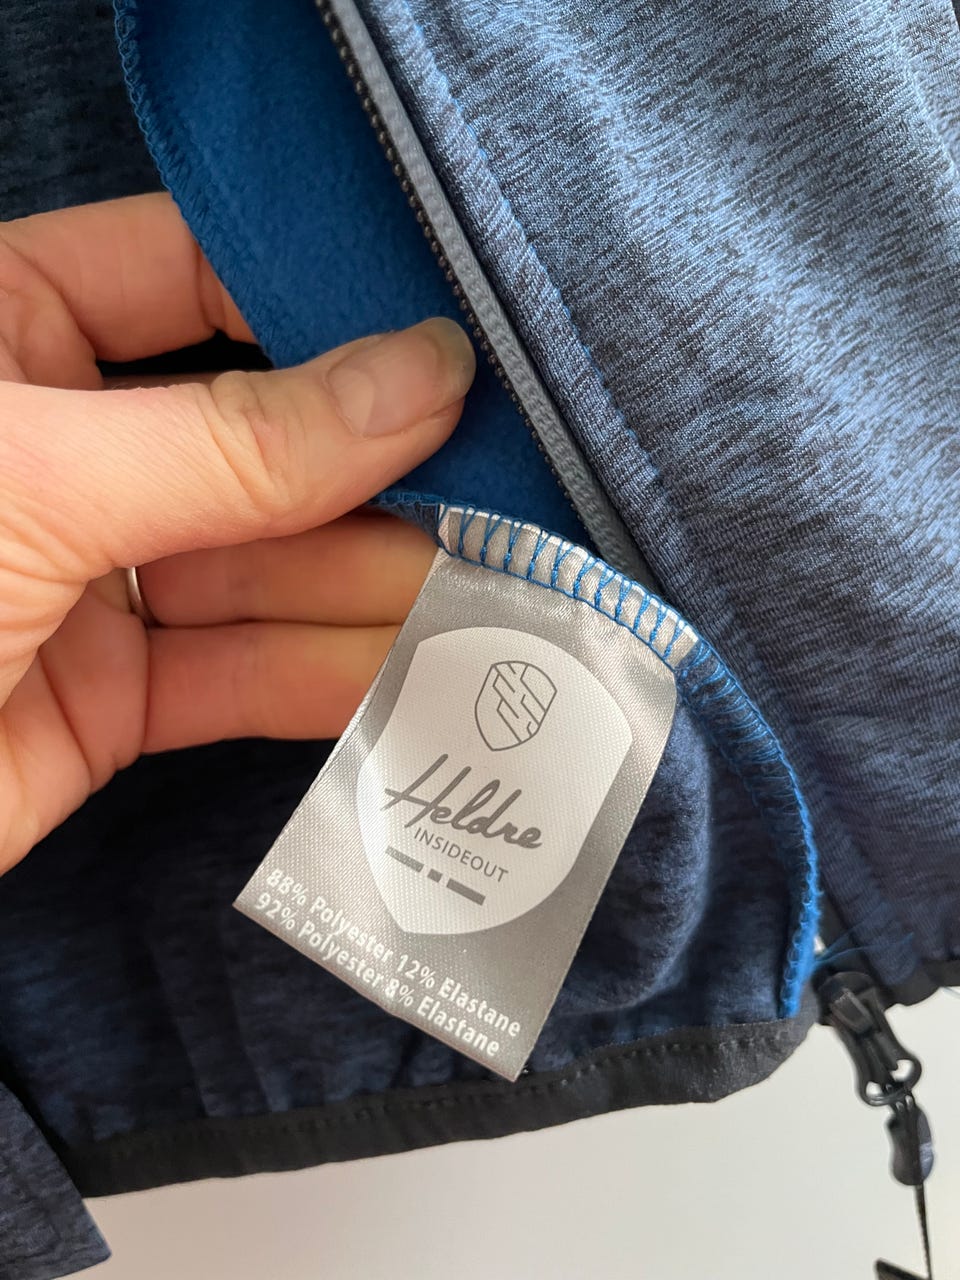 Heldre
INSIDEOUT
88% Polyester 12% Elastane
92% Polyester 8% Elastane